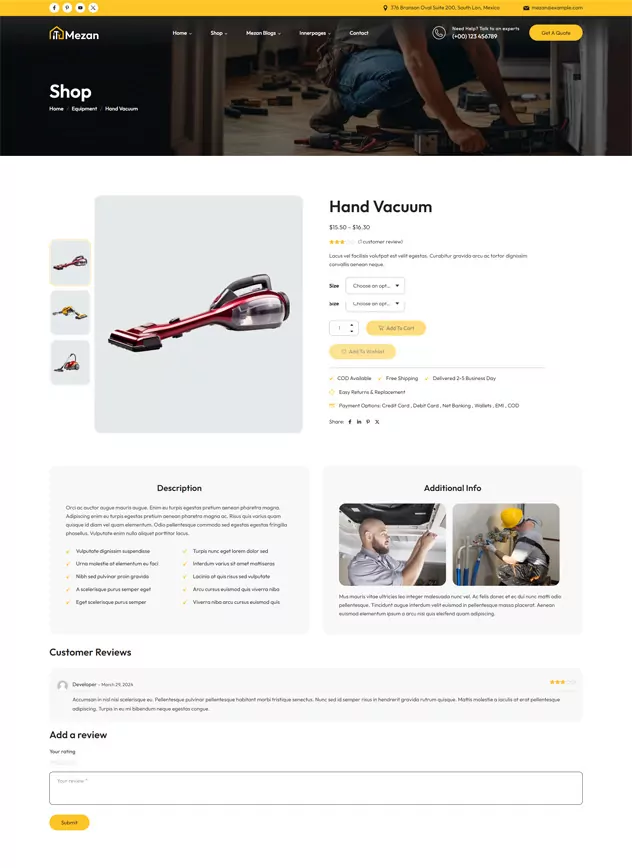 376 Branson Oval Suite 200, South Lan, Mexico
mezan@example.com
Mezan
Home
Shop
Mezan Blogs
Innerpages
Contact
Need Help? Talk to an experts
(+00) 123 456789
Get A Quote
Shop
Home / Equipment / Hand Vacuum
Hand Vacuum
$15.50 – $16.30
(1 customer review)
Lacus vel facilisis volutpat est velit egestas. Curabitur gravida arcu ac tortor dignissim
convallis aenean neque.
Size
Choose an opt...
size
Choose an opt...
1
Add To Cart
Add To Wishlist
COD Available
Free Shipping
Delivered 2-5 Business Day
Easy Returns & Replacement
Payment Options: Credit Card , Debit Card , Net Banking , Wallets , EMI , COD
Share:
Description
Orci ac auctor augue mauris augue. Enim eu turpis egestas pretium aenean pharetra magna.
Adipiscing enim eu turpis egestas pretium aenean pharetra magna ac. Risus quis varius quam
quisque id diam vel quam elementum. Odio pellentesque commodo sed egestas egestas fringilla
phasellus. Vulputate enim nulla aliquet porttitor lacus.
Vulputate dignissim suspendisse
Turpis nunc eget lorem dolor sed
Urna molestie at elementum eu faci
Interdum varius sit amet mattiseros
Nibh sed pulvinar proin gravida
Lacinia at quis risus sed vulputate
A scelerisque purus semper eget
Arcu cursus euismod quis viverra niba
Eget scelerisque purus semper
Viverra niba arcu cursus euismod quis
Additional Info
Mus mauris vitae ultricies leo integer malesuada nunc vel. Ac felis donec et ac dui nunc mattis odio
pellentesque. Tincidunt augue interdum velit euismod in pellentesque massa placerat. Aenean
euismod elementum ipsum a arcu nisi quis eleifend quam adipiscing.
Customer Reviews
Developer – March 29, 2024
Accumsan in nisl nisi scelerisque eu. Pellentesque pulvinar pellentesque habitant morbi tristique senectus. Nunc sed id semper risus in hendrerit gravida rutrum quisque. Mattis molestie a iaculis at erat pellentesque
adipiscing. Turpis in eu mi bibendum neque egestas congue.
Add a review
Your rating
Your review *
Submit